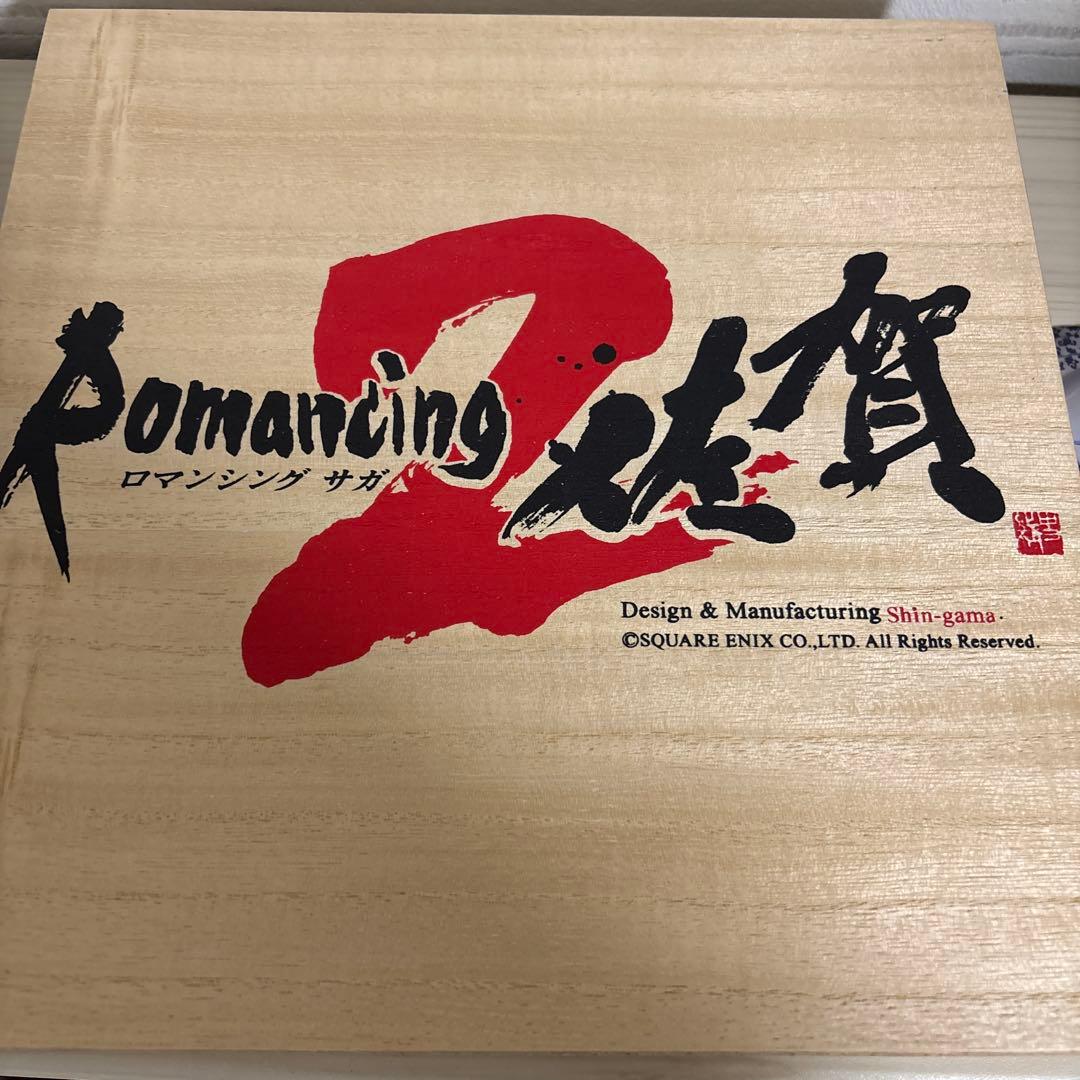 Romancing 2 佐賀
ロマンシング サガ
Design & Manufacturing Shin-gama.
©SQUARE ENIX CO.,LTD. All Rights Reserved.